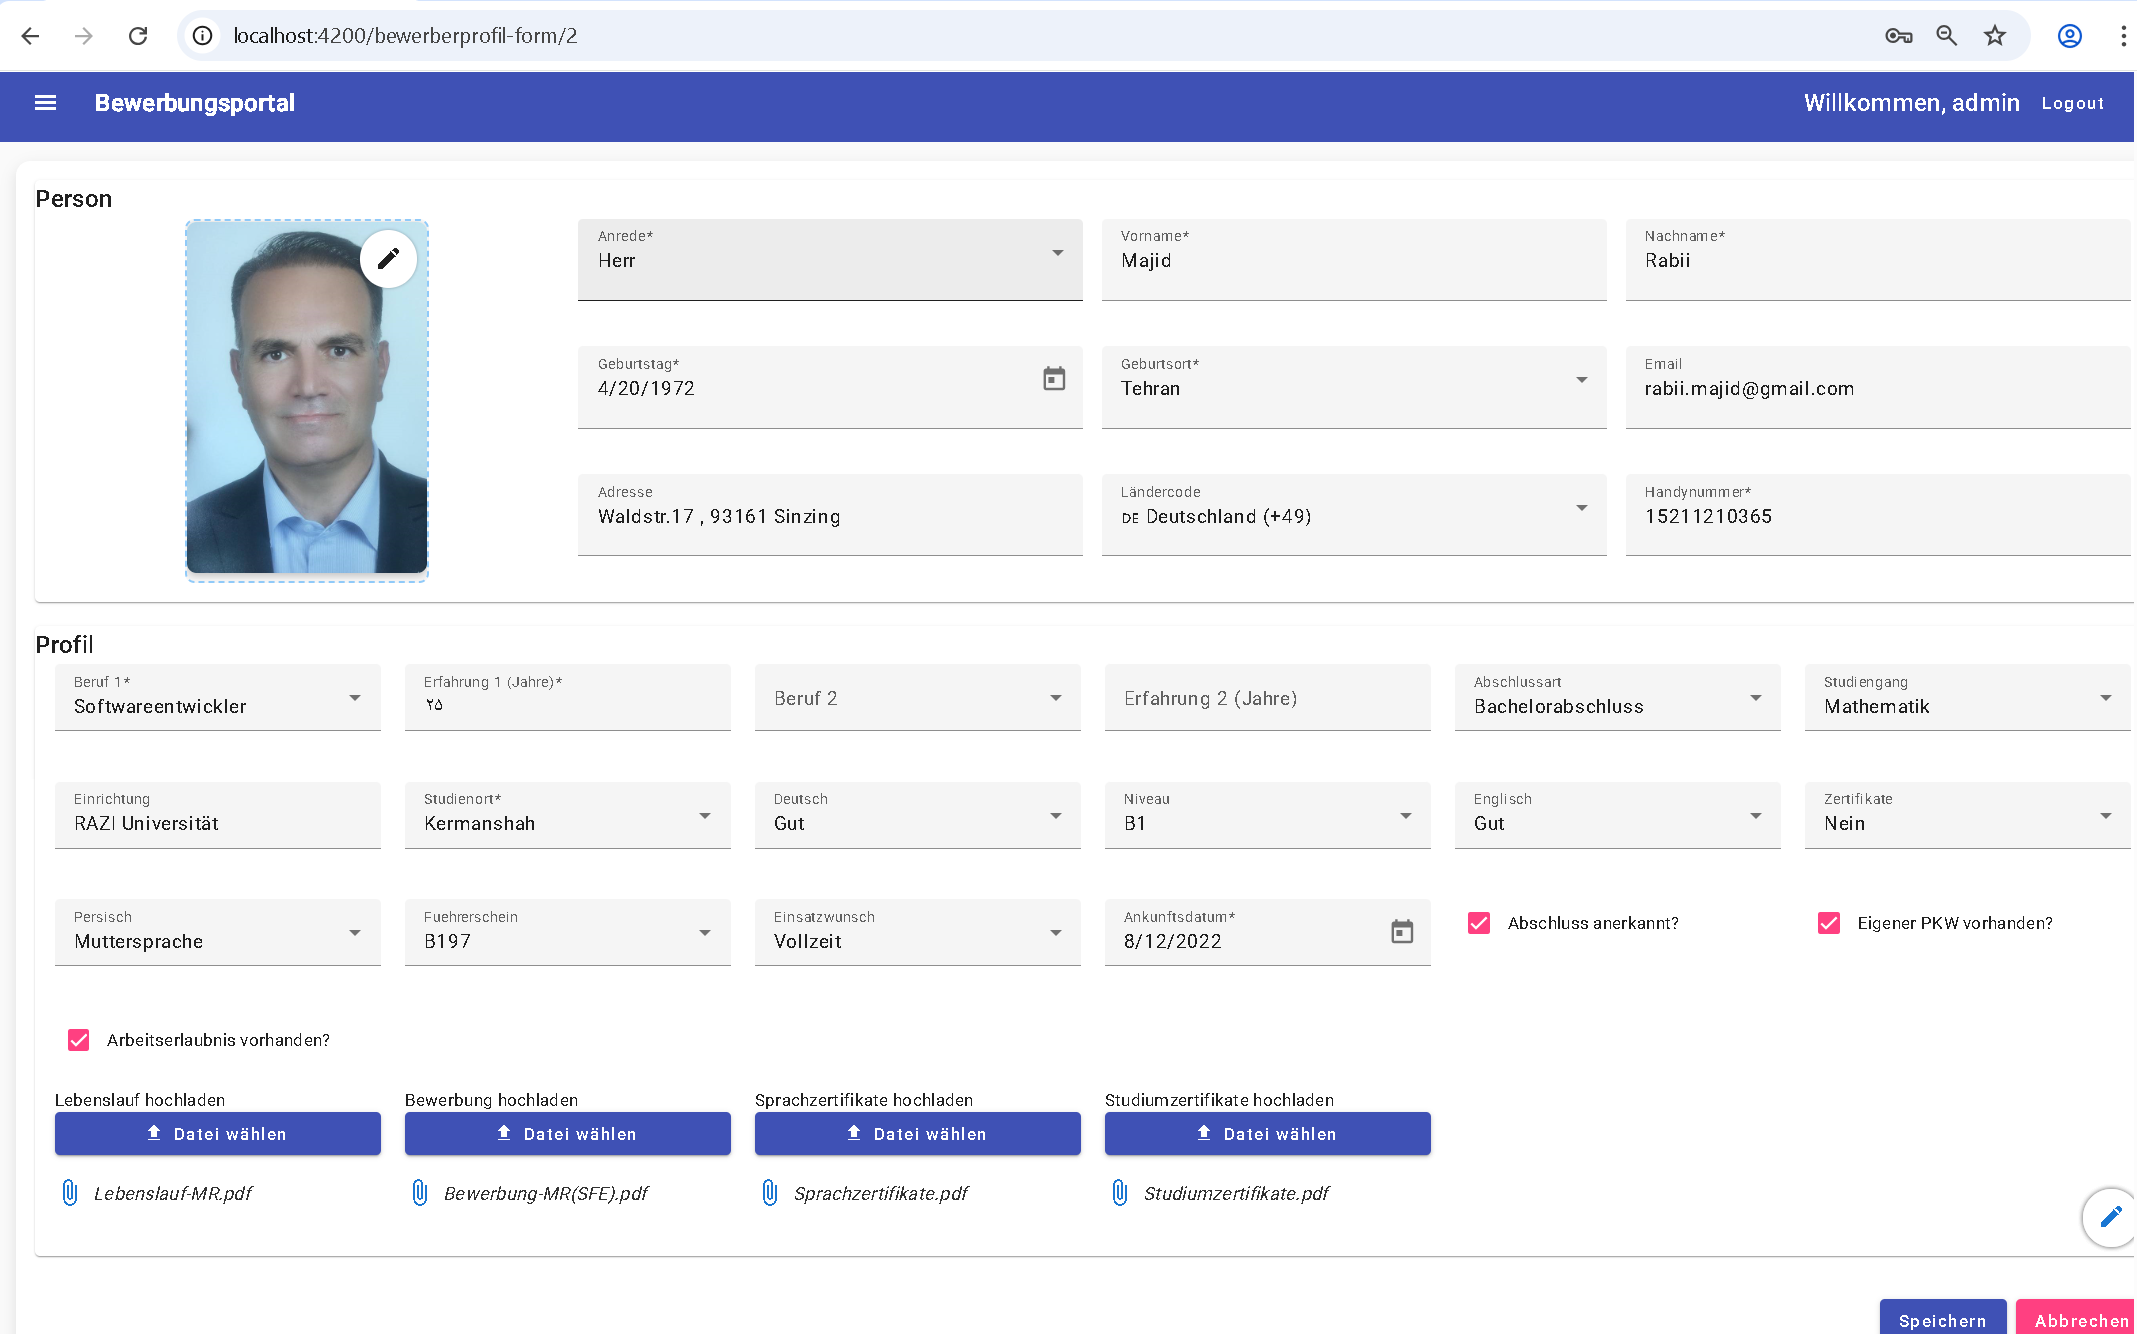 localhost:4200/bewerberprofil-form/2
Bewerbungsportal
Willkommen, admin Logout
Person
Anrede* Vorname* Nachname*
Herr Majid Rabii
Geburtstag* Geburtsort* Email
4/20/1972 Tehran rabii.majid@gmail.com
Adresse Ländercode Handynummer*
Waldstr.17 , 93161 Sinzing DE Deutschland (+49) 15211210365
Profil
Beruf 1* Erfahrung 1 (Jahre)* Abschlussart Studiengang
Softwareentwickler ۲۵ Beruf 2 Erfahrung 2 (Jahre) Bachelorabschluss Mathematik
Einrichtung Studienort* Deutsch Niveau Englisch Zertifikate
RAZI Universität Kermanshah Gut B1 Gut Nein
Persisch Fuehrerschein Einsatzwunsch Ankunftsdatum*
Muttersprache B197 Vollzeit 8/12/2022 Abschluss anerkannt? Eigener PKW vorhanden?
Arbeitserlaubnis vorhanden?
Lebenslauf hochladen Bewerbung hochladen Sprachzertifikate hochladen Studiumzertifikate hochladen
Datei wählen Datei wählen Datei wählen Datei wählen
Lebenslauf-MR.pdf Bewerbung-MR(SFE).pdf Sprachzertifikate.pdf Studiumzertifikate.pdf
Speichern Abbrechen